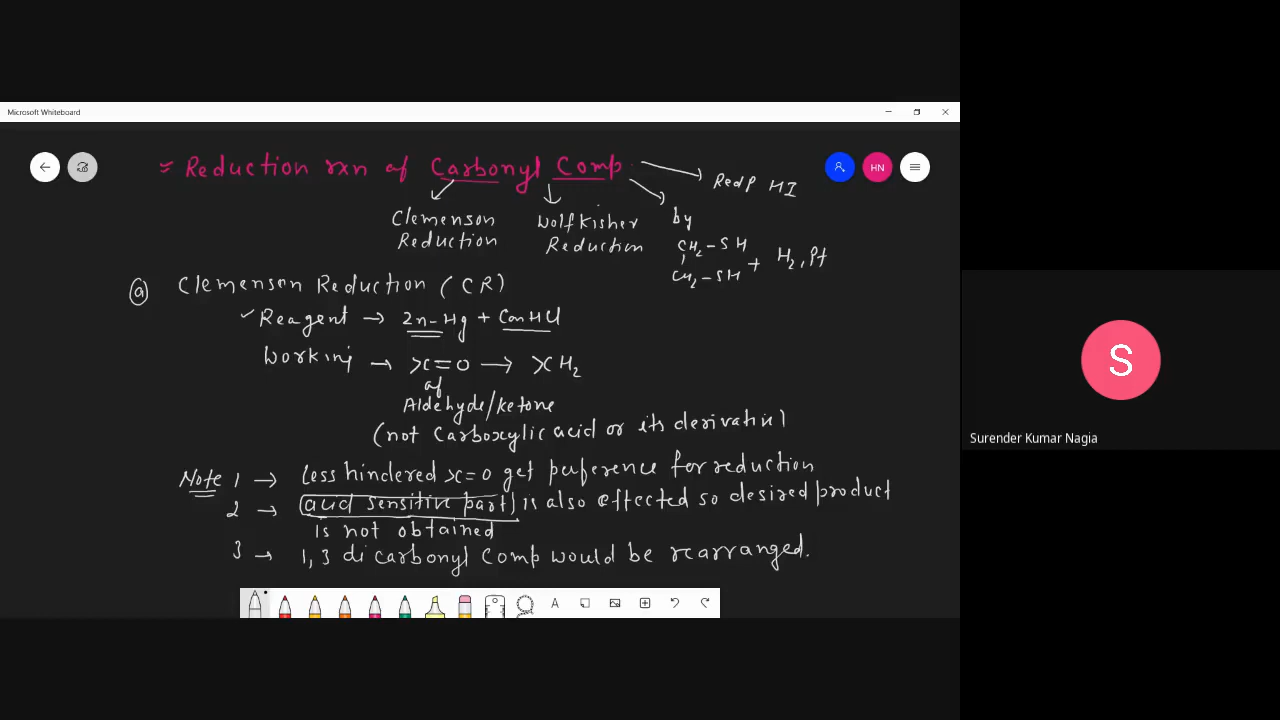 Microsoft Whiteboard
Reduction rxn of Carbonyl Comp
HN
Red P HI
Clemenson
Reduction
Wolf Kisher
Reduction
by
CH2-SH
CH2-SH + H2, Pt
(a) Clemenson Reduction (CR)
Reagent → Zn-Hg + Con HCl
Working → >C=O → >CH2
of
Aldehyde/ketone
(not Carboxylic acid or its derivative)
Note 1 → less hindered >C=O get preference for reduction
2 → (acid sensitive part) is also effected so desired product
is not obtained
3 → 1,3 di carbonyl Comp would be rearranged.
A
S
Surender Kumar Nagia